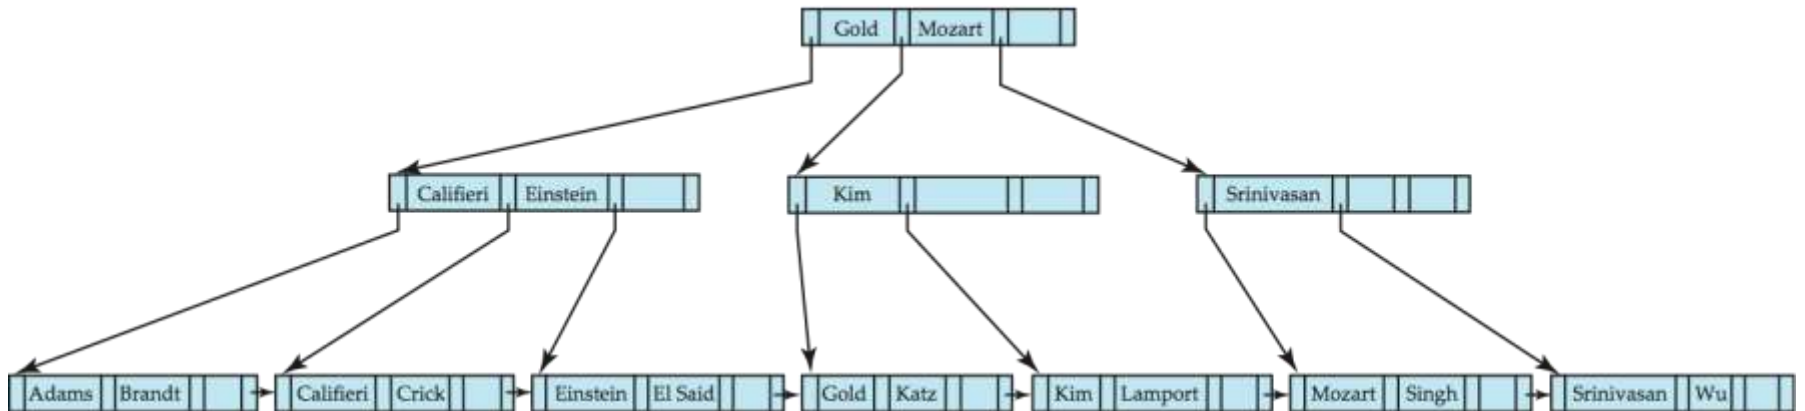 Gold Mozart
Califieri Einstein Kim Srinivasan
Adams Brandt Califieri Crick Einstein El Said Gold Katz Kim Lamport Mozart Singh Srinivasan Wu